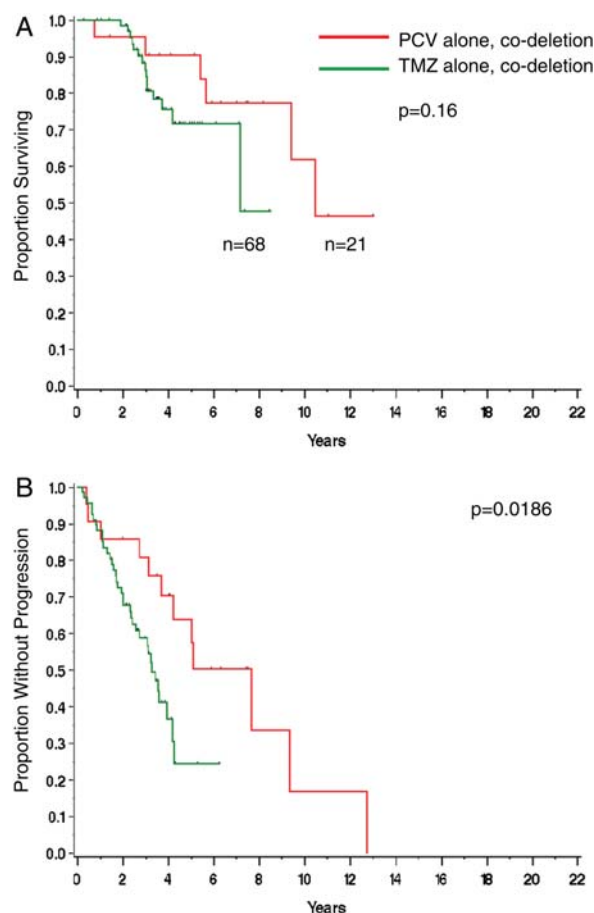 A
PCV alone, co-deletion
TMZ alone, co-deletion
p=0.16
Proportion Surviving
1.0
0.9
0.8
0.7
0.6
0.5
0.4
0.3
0.2
0.1
0.0
n=68
n=21
0 2 4 6 8 10 12 14 16 18 20 22
Years
B
p=0.0186
Proportion Without Progression
1.0
0.9
0.8
0.7
0.6
0.5
0.4
0.3
0.2
0.1
0.0
0 2 4 6 8 10 12 14 16 18 20 22
Years